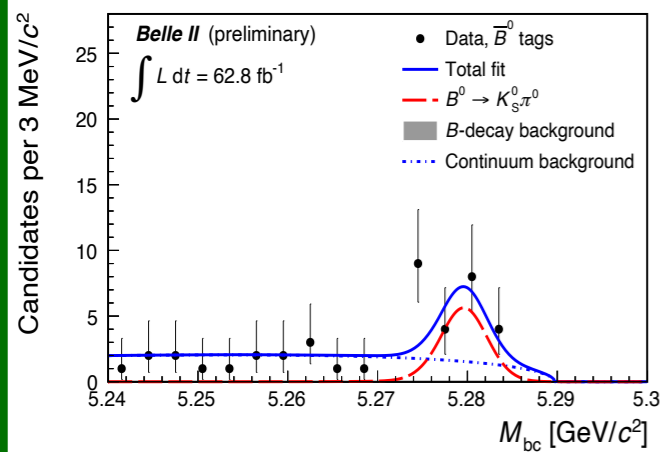 Belle II (preliminary)
∫ L dt = 62.8 fb⁻¹
Data, B̅⁰ tags
Total fit
B⁰ → K⁰_S π⁰
B-decay background
Continuum background
Candidates per 3 MeV/c²
25
20
15
10
5
0
5.24 5.25 5.26 5.27 5.28 5.29 5.3
M_bc [GeV/c²]